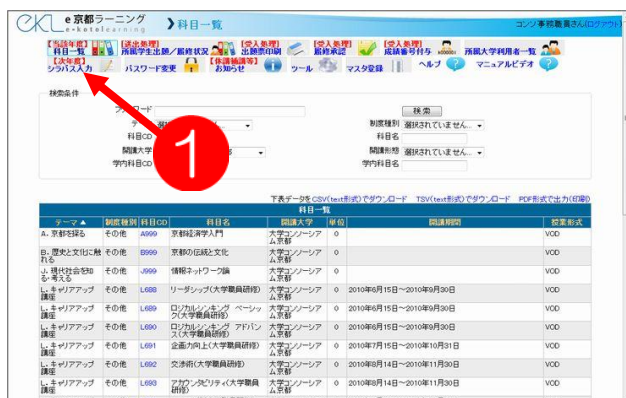 e京都ラーニング
e-kotolearning
科目一覧
コンソ事務職員さん(ログアウト)
【当該年度】
科目一覧
【送出処理】
所属学生出願/履修状況
【受入処理】
出願票印刷
【受入処理】
履修承認
【受入処理】
成績番号付与
所属大学利用者一覧
【次年度】
シラバス入力
パスワード変更
【休講補講等】
お知らせ
ツール
マスタ登録
ヘルプ
マニュアルビデオ
検索条件
検索
制度種別 選択されていませ...
科目CD
科目名
開講大学
開講形態 選択されていませ...
学内科目CD
学内科目名
1
下表データをCSV(text形式)でダウンロード TSV(text形式)でダウンロード PDF形式で出力(印刷)
科目一覧
テーマ▲ 制度種別 科目CD 科目名 開講大学 単位 開講期間 授業形式
A. 京都を探る その他 A999 京都経済学入門 大学コンソーシアム京都 0 VOD
B. 歴史と文化に触れる その他 B999 京都の伝統と文化 大学コンソーシアム京都 0 VOD
J. 現代社会を知る・考える その他 J999 情報ネットワーク論 大学コンソーシアム京都 0 VOD
L. キャリアアップ講座 その他 L688 リーダシップ(大学職員研修) 大学コンソーシアム京都 0 2010年6月15日～2010年9月30日 VOD
L. キャリアアップ講座 その他 L689 ロジカルシンキング ベーシック(大学職員研修) 大学コンソーシアム京都 0 2010年6月15日～2010年9月30日 VOD
L. キャリアアップ講座 その他 L690 ロジカルシンキング アドバンス(大学職員研修) 大学コンソーシアム京都 0 2010年6月15日～2010年9月30日 VOD
L. キャリアアップ講座 その他 L691 企画力向上(大学職員研修) 大学コンソーシアム京都 0 2010年7月15日～2010年10月31日 VOD
L. キャリアアップ講座 その他 L692 交渉術(大学職員研修) 大学コンソーシアム京都 0 2010年8月14日～2010年11月30日 VOD
L. キャリアアップ講座 その他 L693 アカウンタビリティ(大学職員研修) 大学コンソーシアム京都 0 2010年8月14日～2010年11月30日 VOD